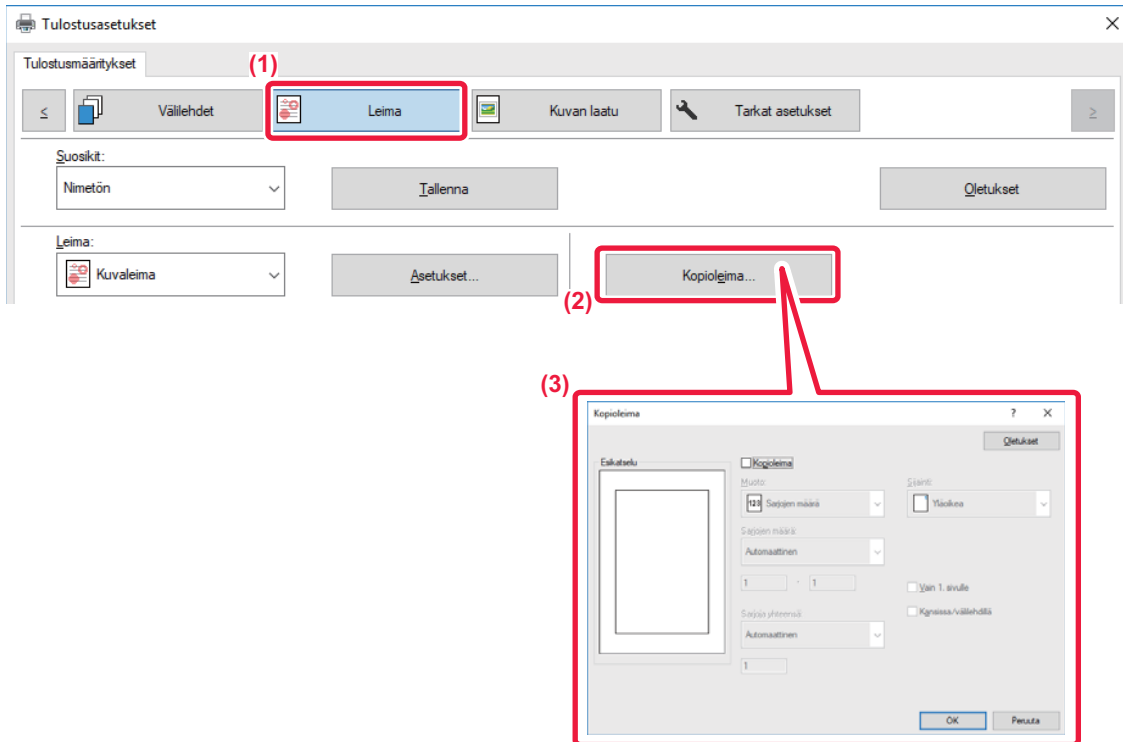 Tulostusasetukset
Tulostusmääritykset
(1)
≤ Välilehdet Leima Kuvan laatu Tarkat asetukset ≥
Suosikit:
Nimetön Tallenna Oletukset
Leima:
Kuvaleima Asetukset... Kopioleima...
(2)
(3)
Kopioleima ? ✕
Oletukset
Esikatselu Kopioleima
Muoto: Sijainti:
123 Sarjojen määrä Yläoikea
Sarjojen määrä:
Automaattinen
1 - 1 Vain 1. sivulle
Sarjoja yhteensä: Kansissa/välilehdillä
Automaattinen
1
OK Peruuta